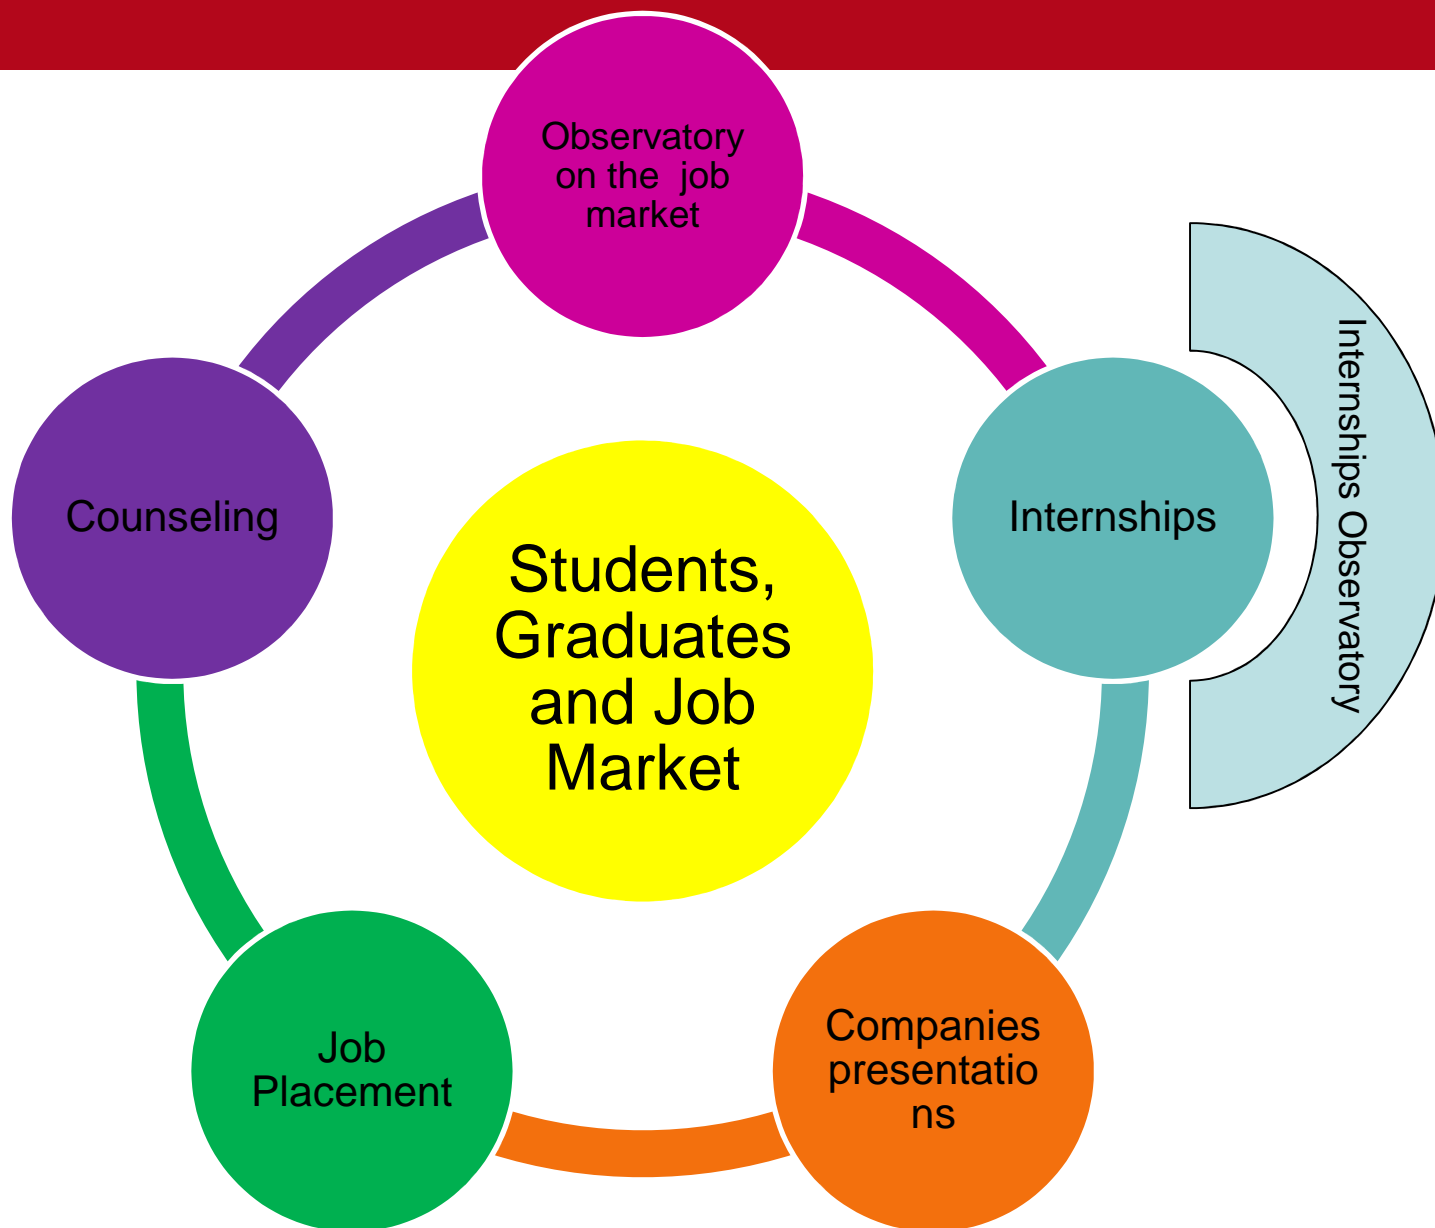 Observatory
on the  job
market
Internships
Internships Observatory
Counseling
Students,
Graduates
and Job
Market
Job
Placement
Companies
presentatio
ns